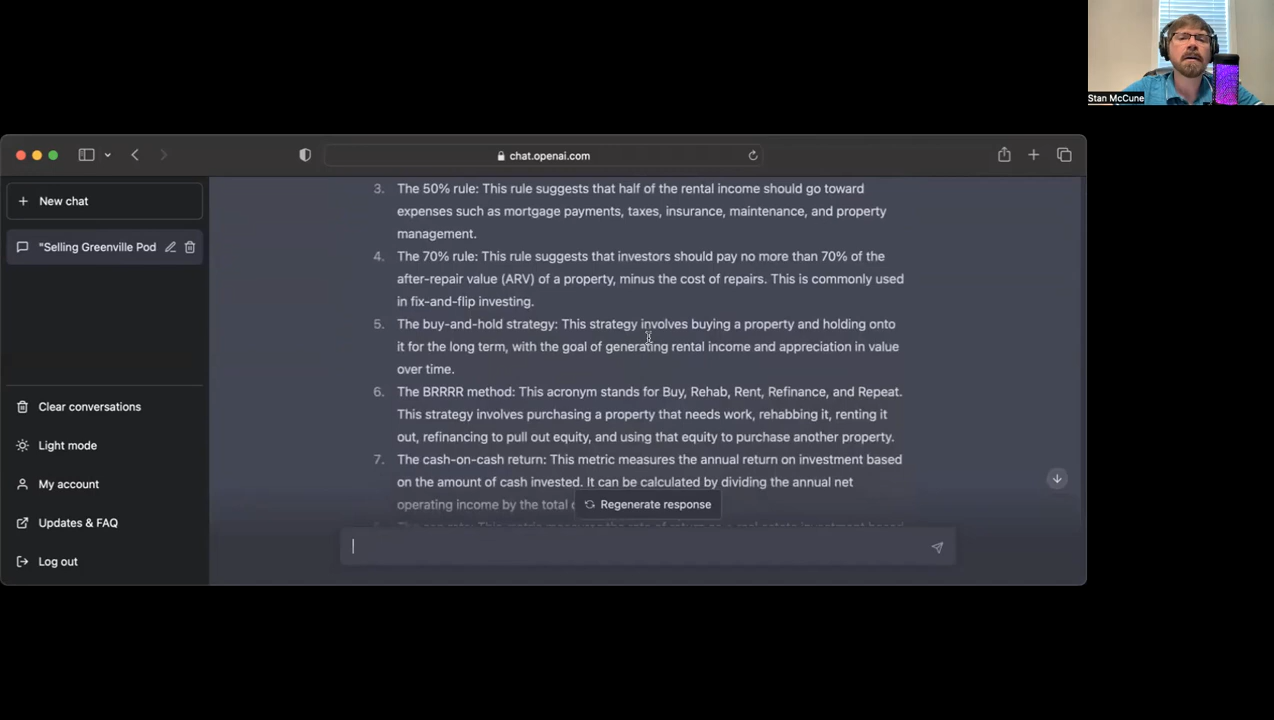 Stan McCune
chat.openai.com
New chat
"Selling Greenville Pod
Clear conversations
Light mode
My account
Updates & FAQ
Log out
3. The 50% rule: This rule suggests that half of the rental income should go toward
expenses such as mortgage payments, taxes, insurance, maintenance, and property
management.
4. The 70% rule: This rule suggests that investors should pay no more than 70% of the
after-repair value (ARV) of a property, minus the cost of repairs. This is commonly used
in fix-and-flip investing.
5. The buy-and-hold strategy: This strategy involves buying a property and holding onto
it for the long term, with the goal of generating rental income and appreciation in value
over time.
6. The BRRRR method: This acronym stands for Buy, Rehab, Rent, Refinance, and Repeat.
This strategy involves purchasing a property that needs work, rehabbing it, renting it
out, refinancing to pull out equity, and using that equity to purchase another property.
7. The cash-on-cash return: This metric measures the annual return on investment based
on the amount of cash invested. It can be calculated by dividing the annual net
operating income by the total
Regenerate response